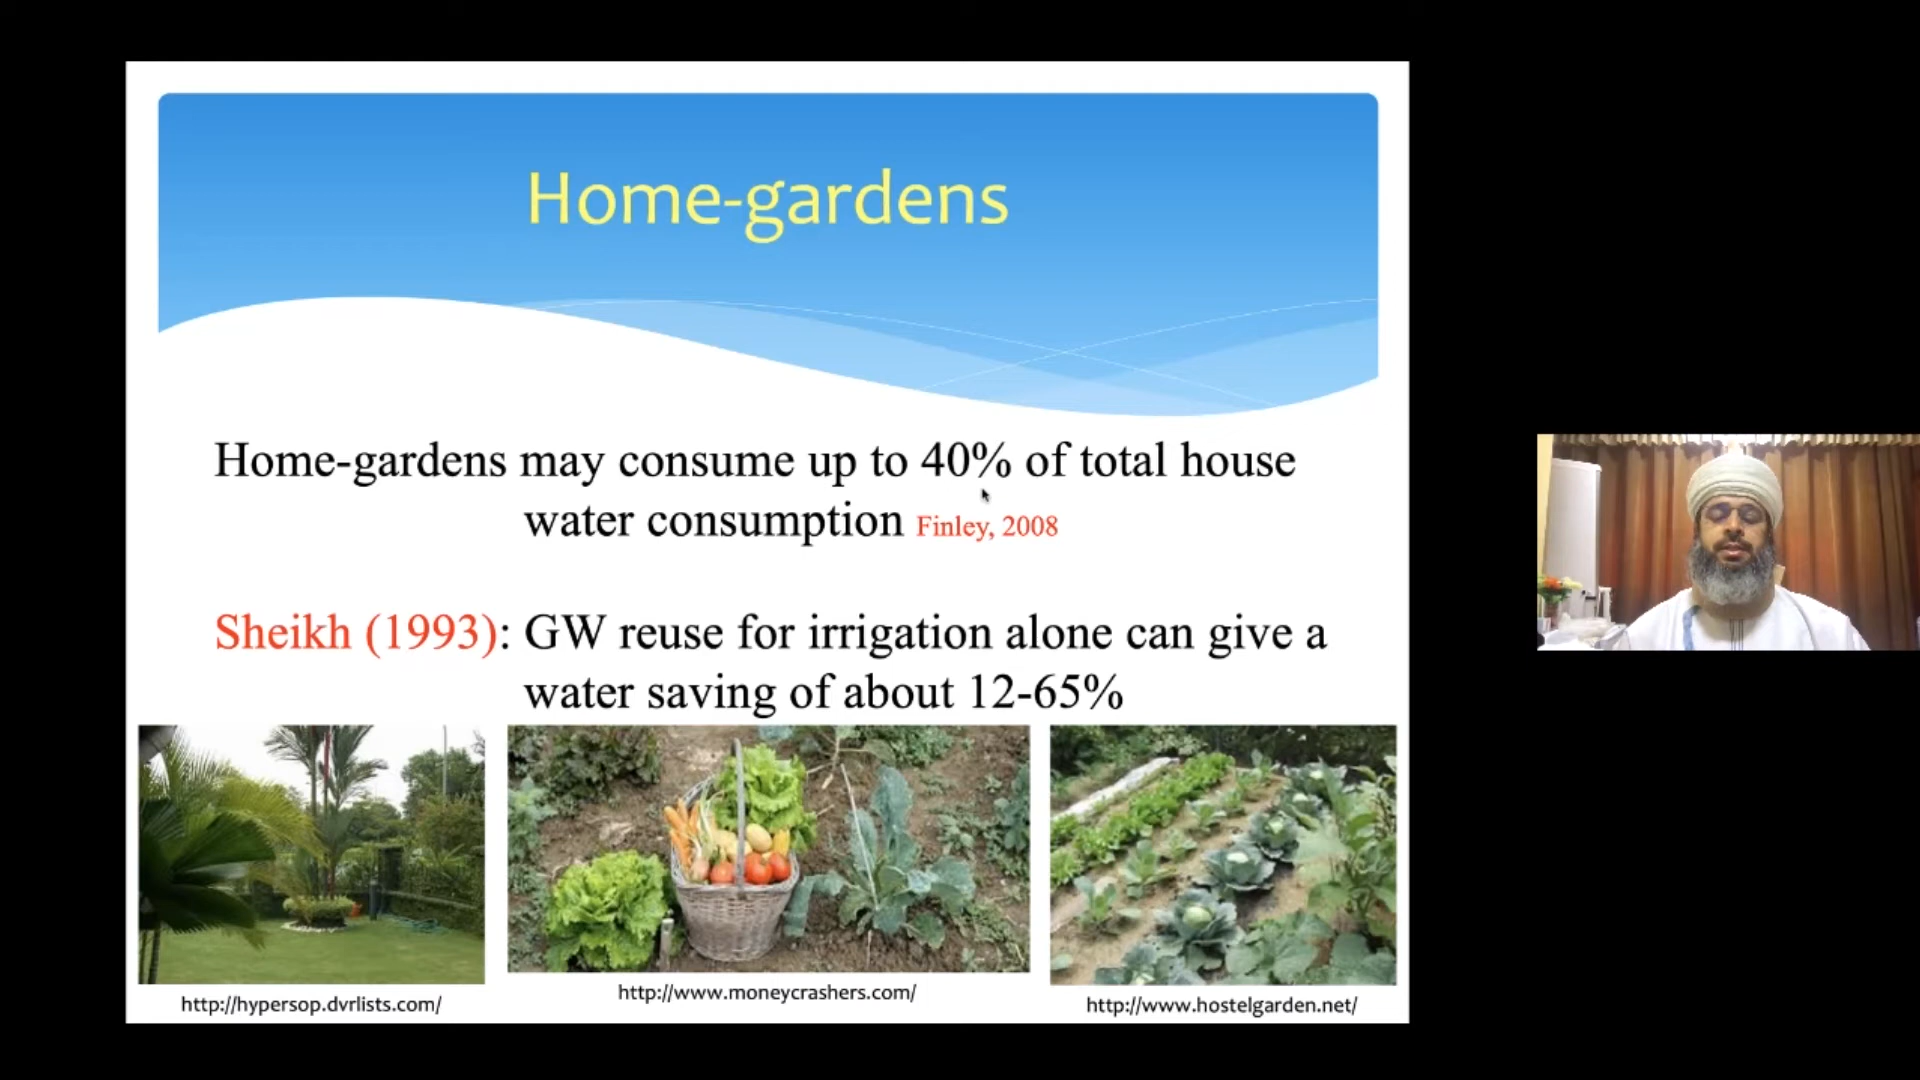 Home-gardens
Home-gardens may consume up to 40% of total house
water consumption Finley, 2008
Sheikh (1993): GW reuse for irrigation alone can give a
water saving of about 12-65%
http://hypersop.dvrlists.com/
http://www.moneycrashers.com/
http://www.hostelgarden.net/